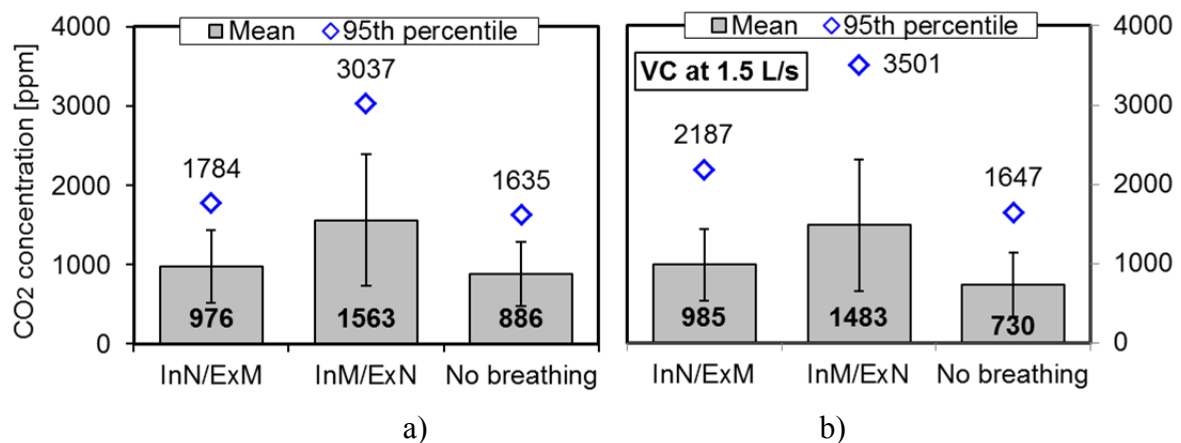 CO2 concentration [ppm]
4000
3000
2000
1000
0
Mean 95th percentile
1784
3037
1635
976
1563
886
InN/ExM InM/ExN No breathing
a)
Mean 95th percentile
VC at 1.5 L/s
2187
3501
1647
985
1483
730
4000
3000
2000
1000
0
InN/ExM InM/ExN No breathing
b)